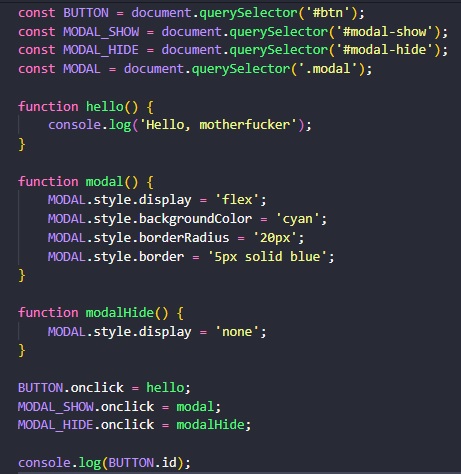 const BUTTON = document.querySelector('#btn');
const MODAL_SHOW = document.querySelector('#modal-show');
const MODAL_HIDE = document.querySelector('#modal-hide');
const MODAL = document.querySelector('.modal');

function hello() {
    console.log('Hello, motherfucker');
}

function modal() {
    MODAL.style.display = 'flex';
    MODAL.style.backgroundColor = 'cyan';
    MODAL.style.borderRadius = '20px';
    MODAL.style.border = '5px solid blue';
}

function modalHide() {
    MODAL.style.display = 'none';
}

BUTTON.onclick = hello;
MODAL_SHOW.onclick = modal;
MODAL_HIDE.onclick = modalHide;

console.log(BUTTON.id);